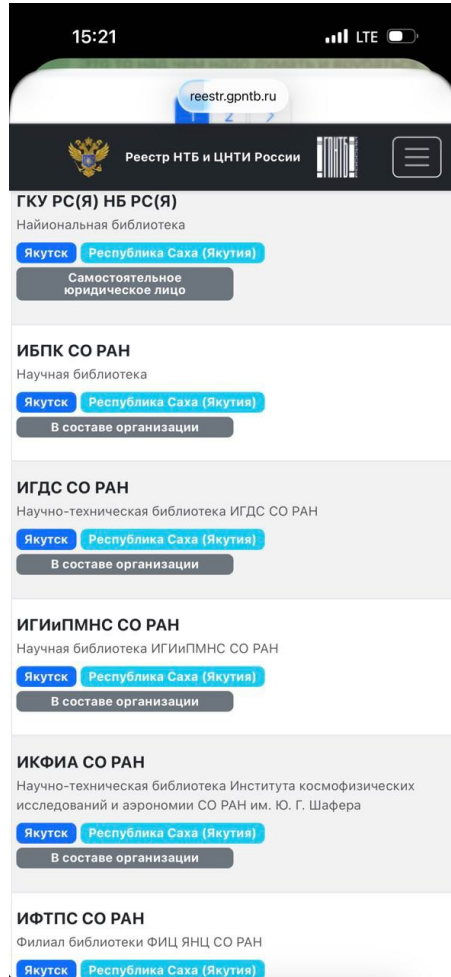 15:21
LTE
reestr.gpntb.ru
1 2
Реестр НТБ и ЦНТИ России
ГПНТБ
ГКУ РС(Я) НБ РС(Я)
Найиональная библиотека
Якутск Республика Саха (Якутия)
Самостоятельное
юридическое лицо
ИБПК СО РАН
Научная библиотека
Якутск Республика Саха (Якутия)
В составе организации
ИГДС СО РАН
Научно-техническая библиотека ИГДС СО РАН
Якутск Республика Саха (Якутия)
В составе организации
ИГИиПМНС СО РАН
Научная библиотека ИГИиПМНС СО РАН
Якутск Республика Саха (Якутия)
В составе организации
ИКФИА СО РАН
Научно-техническая библиотека Института космофизических
исследований и аэрономии СО РАН им. Ю. Г. Шафера
Якутск Республика Саха (Якутия)
В составе организации
ИФТПС СО РАН
Филиал библиотеки ФИЦ ЯНЦ СО РАН
Якутск Республика Саха (Якутия)